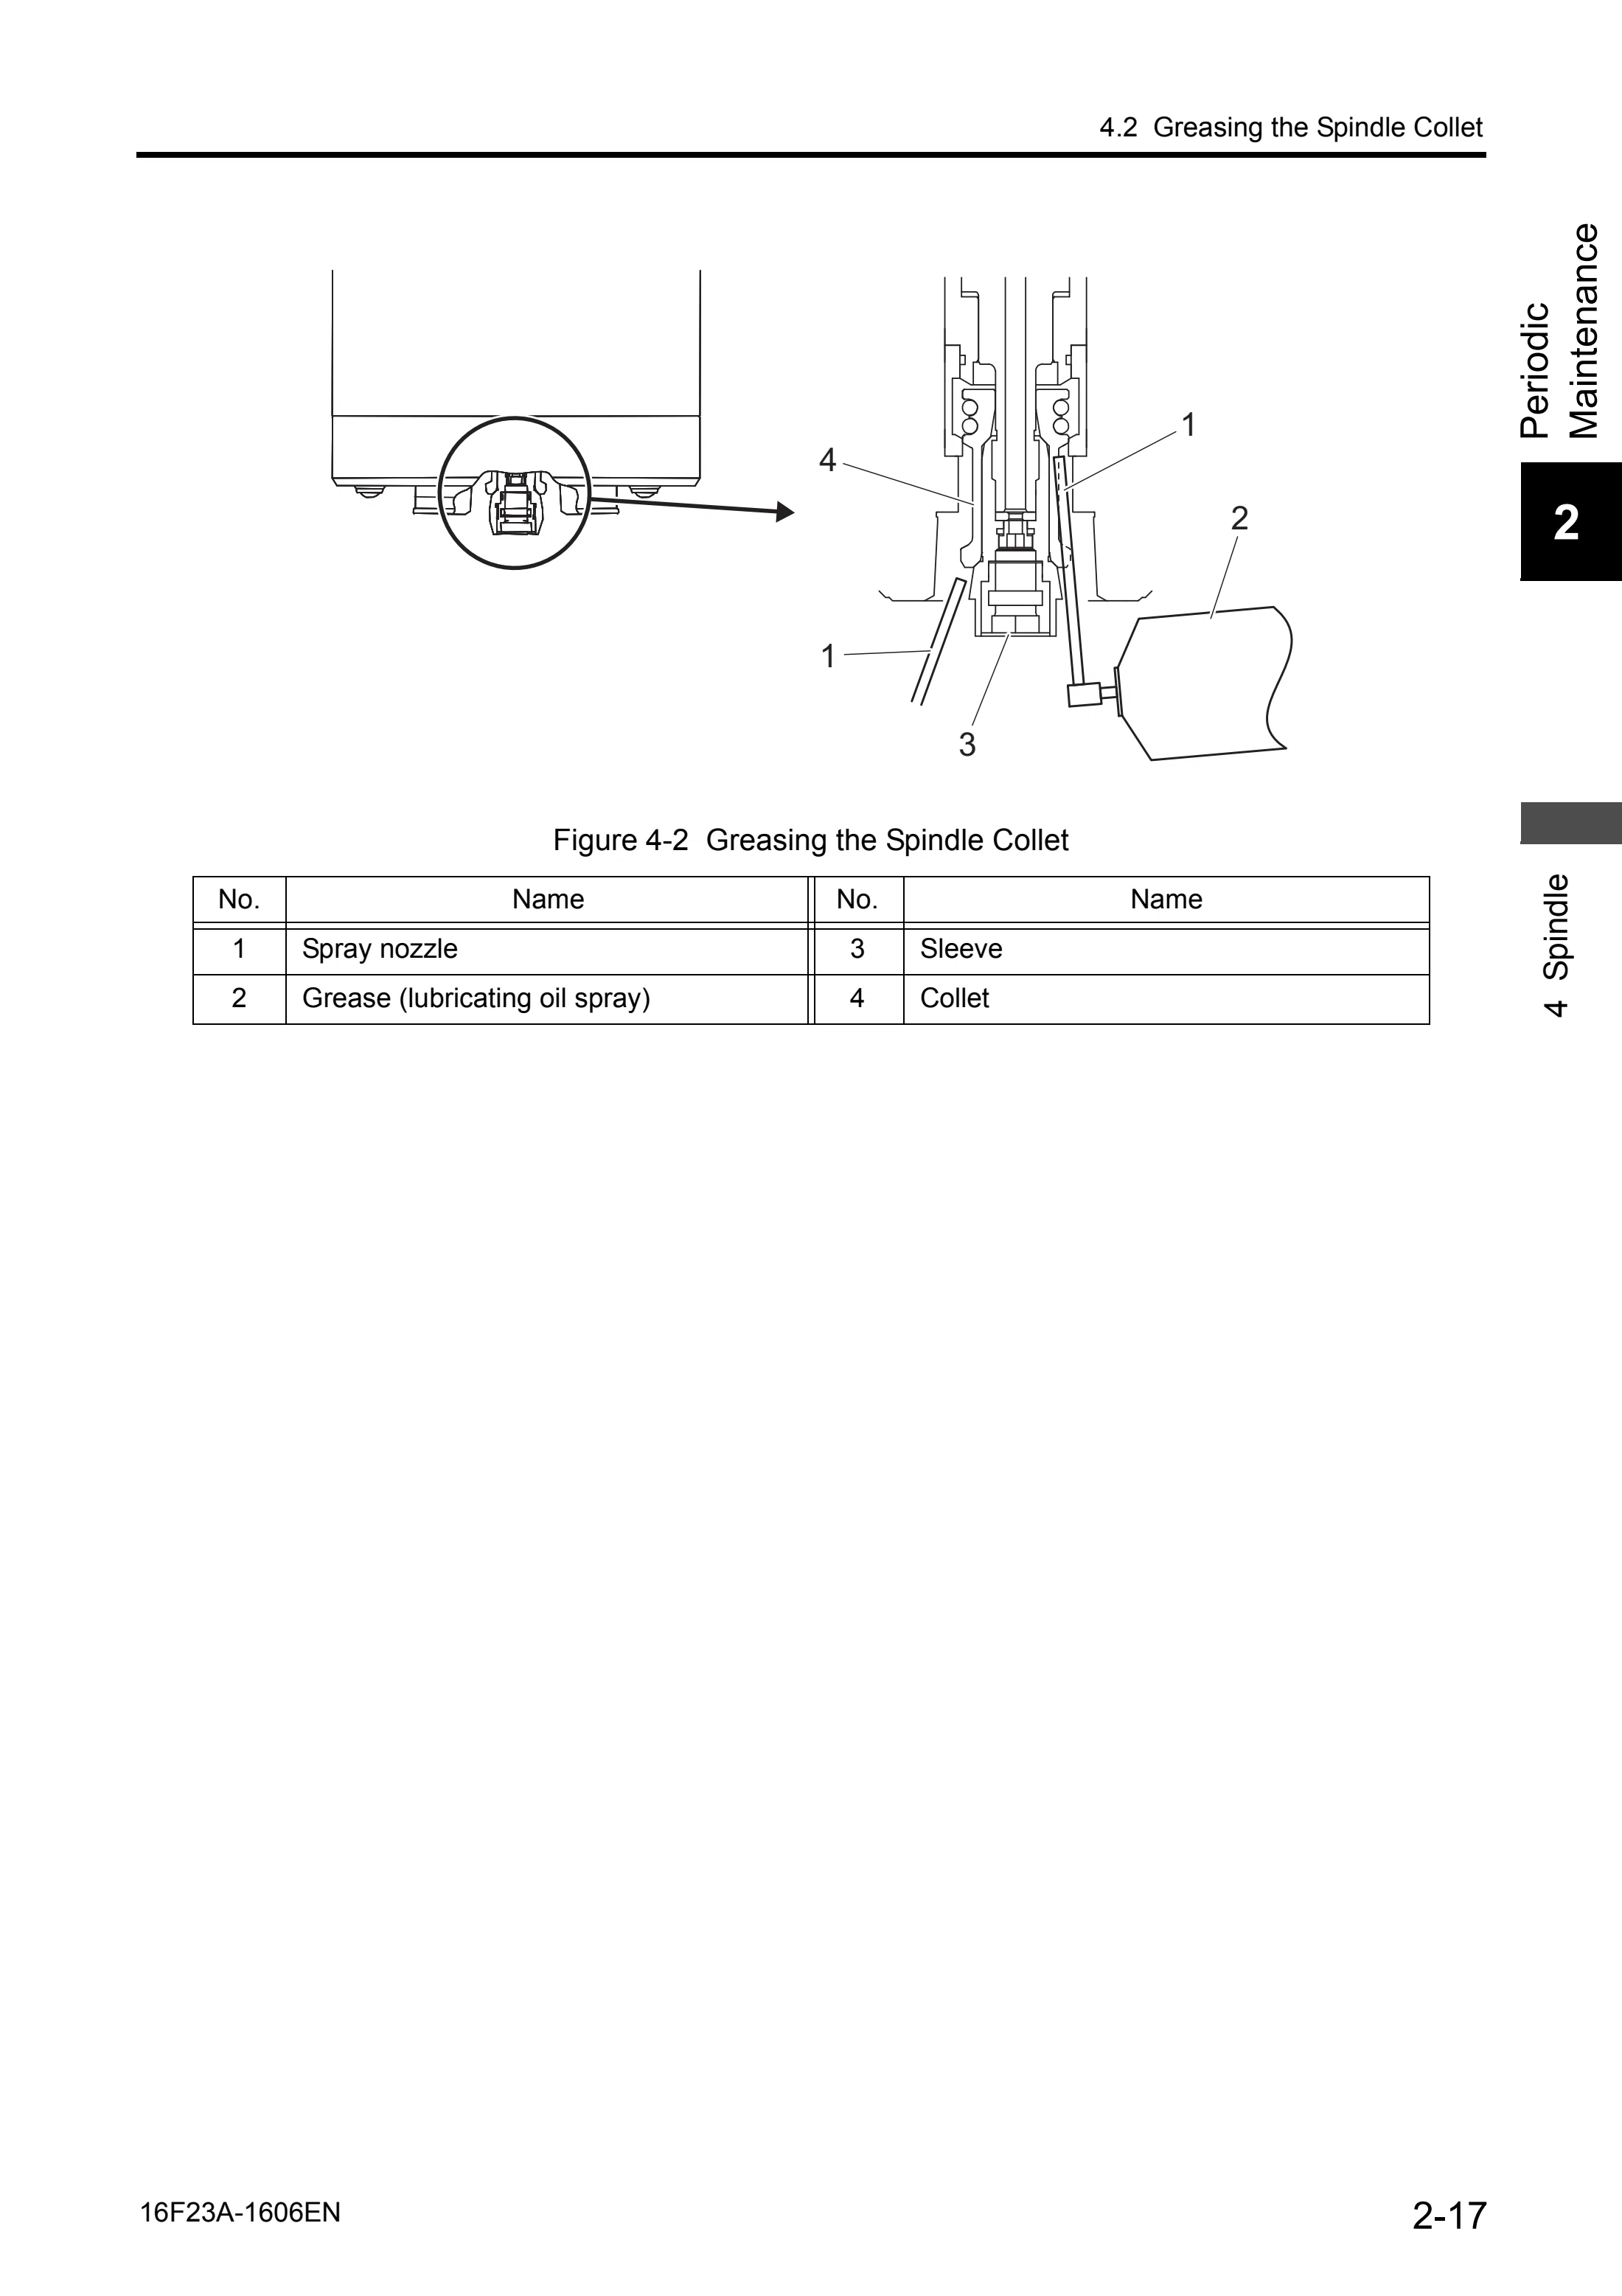 4.2 Greasing the Spindle Collet
Periodic
Maintenance
2
4 Spindle
1
4
2
1
3
Figure 4-2 Greasing the Spindle Collet
No. Name No. Name
1 Spray nozzle 3 Sleeve
2 Grease (lubricating oil spray) 4 Collet
16F23A-1606EN
2-17